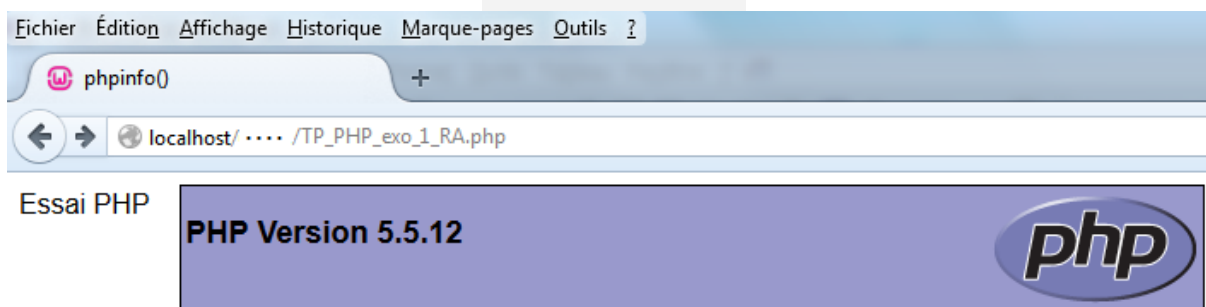 Fichier Édition Affichage Historique Marque-pages Outils ?
phpinfo() +
localhost/ ···· /TP_PHP_exo_1_RA.php
Essai PHP
PHP Version 5.5.12
php